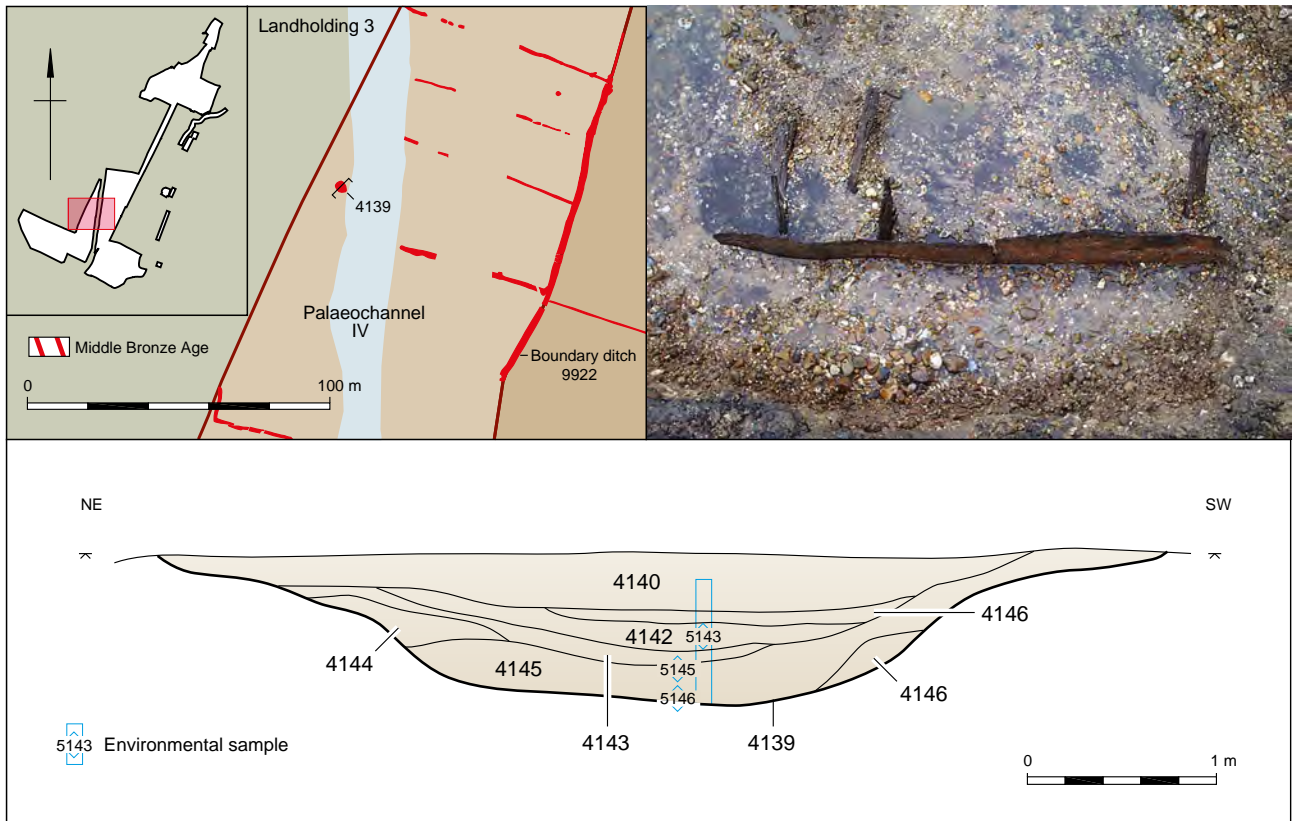 Landholding 3
4139
Palaeochannel
IV
Middle Bronze Age
0
100 m
Boundary ditch
9922
NE
SW
4140
4146
4142
5143
4144
4145
5145
4146
5146
4143
4139
5143
Environmental sample
0
1 m